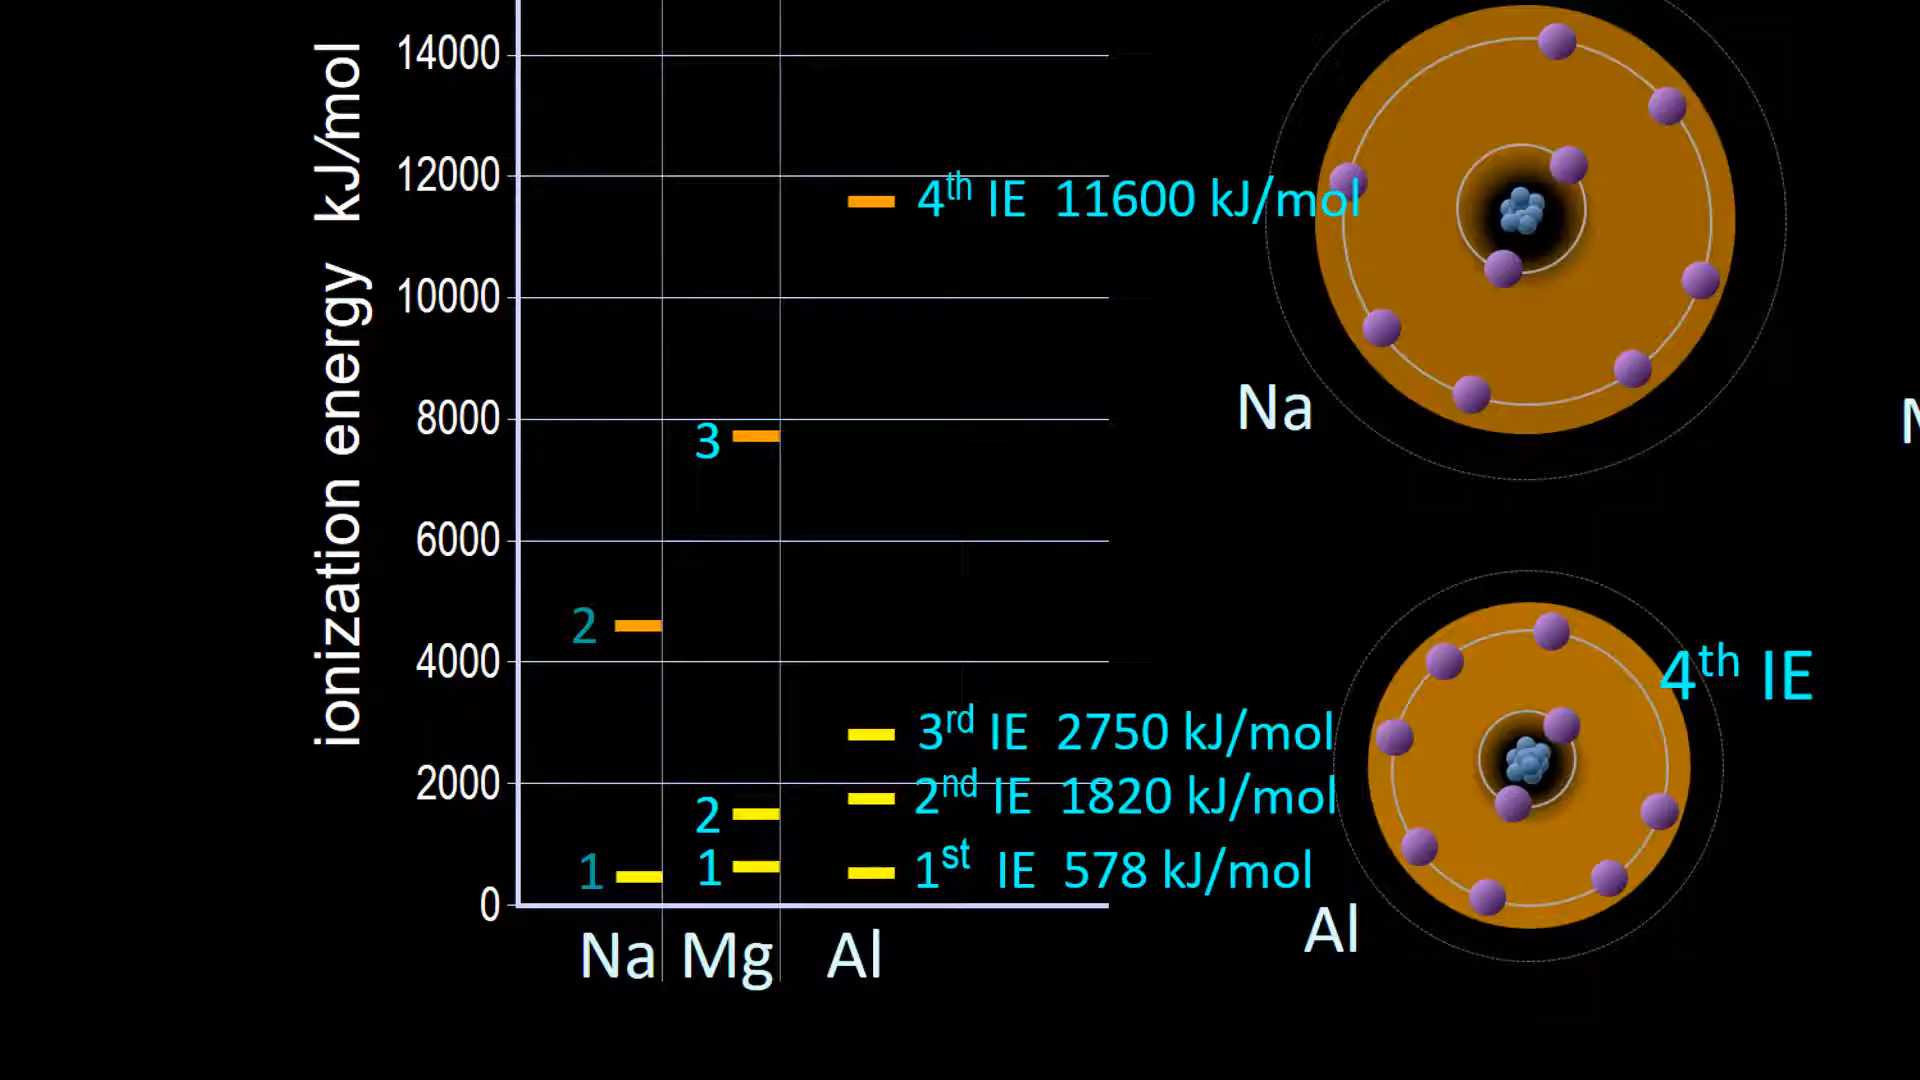 ionization energy kJ/mol
14000
12000
10000
8000
6000
4000
2000
0
4th IE 11600 kJ/mol
3
2
3rd IE 2750 kJ/mol
2nd IE 1820 kJ/mol
2
1
1
1st IE 578 kJ/mol
Na Mg Al
Na
4th IE
Al